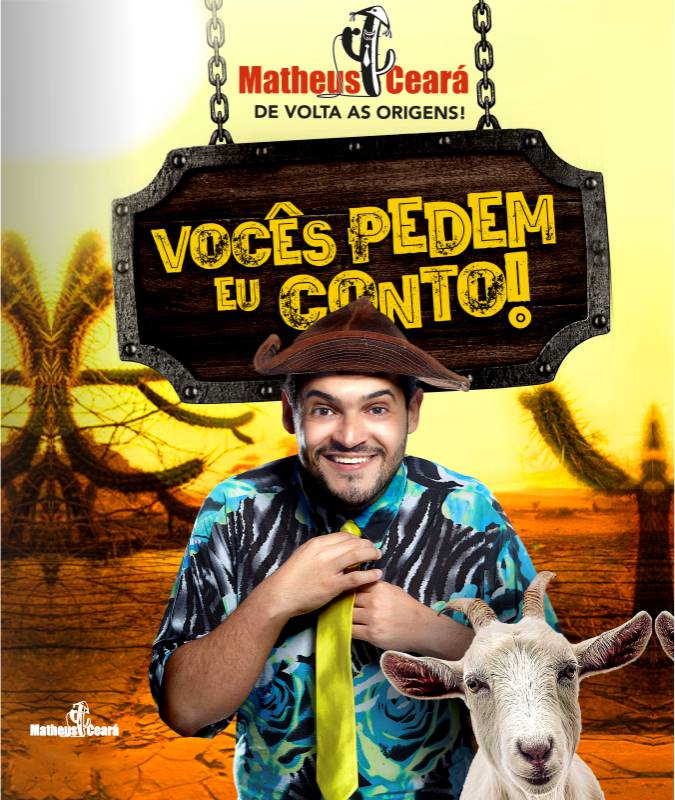 Matheus Ceará
DE VOLTA AS ORIGENS!
VOCÊS PEDEM
EU CONTO!
Matheus Ceará